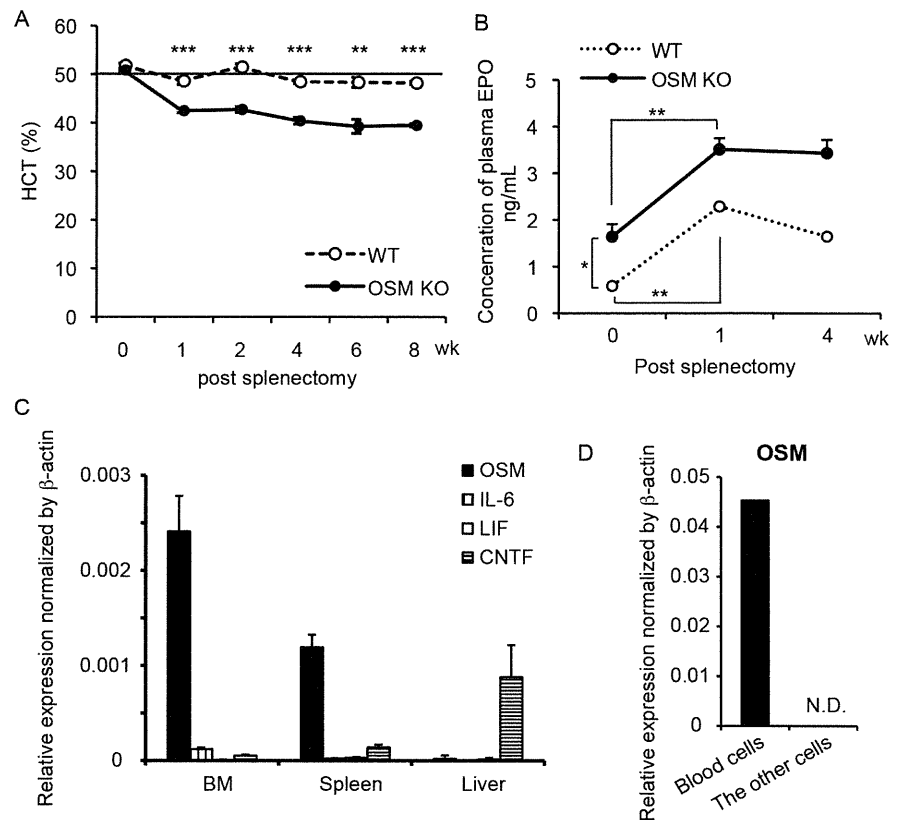 A
60
50
40
30
50
60
0
HCT (%)
*** *** *** ** ***
WT
OSM KO
0 1 2 4 6 8 wk
post splenectomy
B
WT
OSM KO
5
4
3
2
1
0
Concenration of plasma EPO
ng/mL
**
*
**
0 1 4 wk
Post splenectomy
C
Relative expression normalized by β-actin
0.003
0.002
0.001
0
OSM
IL-6
LIF
CNTF
BM Spleen Liver
D
OSM
Relative expression normalized by β-actin
0.05
0.04
0.03
0.02
0.01
0
N.D.
Blood cells
The other cells